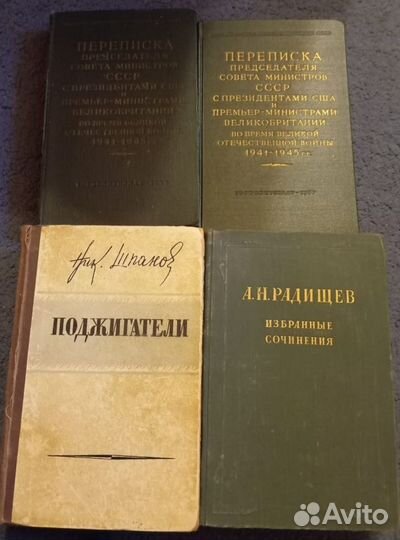 ПЕРЕПИСКА
ПРЕДСЕДАТЕЛЯ
СОВЕТА МИНИСТРОВ
СССР
С ПРЕЗИДЕНТАМИ США
И
ПРЕМЬЕР-МИНИСТРАМИ
ВЕЛИКОБРИТАНИИ
ВО ВРЕМЯ ВЕЛИКОЙ
ОТЕЧЕСТВЕННОЙ ВОЙНЫ
1941-1945 гг.
ПЕРЕПИСКА
ПРЕДСЕДАТЕЛЯ
СОВЕТА МИНИСТРОВ
СССР
С ПРЕЗИДЕНТАМИ США
И
ПРЕМЬЕР-МИНИСТРАМИ
ВЕЛИКОБРИТАНИИ
ВО ВРЕМЯ ВЕЛИКОЙ
ОТЕЧЕСТВЕННОЙ ВОЙНЫ
1941-1945 гг.
Ник. Шпанов
ПОДЖИГАТЕЛИ
А.Н.РАДИЩЕВ
ИЗБРАННЫЕ
СОЧИНЕНИЯ
Avito